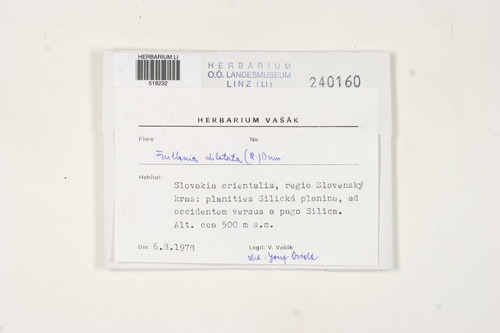 HERBARIUM LI
518232
HERBARIUM
O.Ö. LANDESMUSEUM
LINZ (LI)
240160
HERBARIUM VAŠÁK
Flora No.
Frullania dilatata (L.) Dum
Habitat:
Slovakia orientalis, regio Slovenský
kras: planities Silická planina, ad
occidentem versus a pago Silica.
Alt. cca 500 m s.m.
Die: 6.8.1978 Legit: V. Vašák
det.